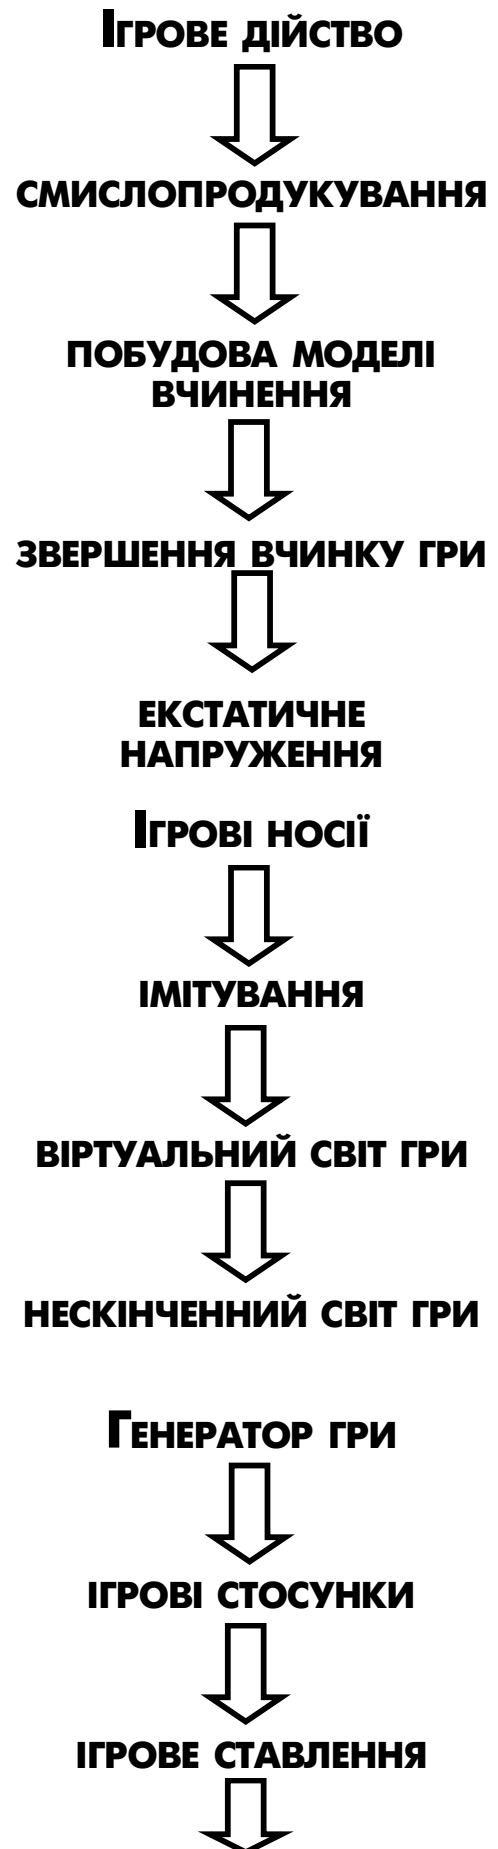 Ігрове дійство
смислопродукування
побудова моделі
вчинення
звершення вчинку гри
екстатичне
напруження
Ігрові носії
імітування
віртуальний світ гри
нескінченний світ гри
Генератор гри
ігрові стосунки
ігрове ставлення